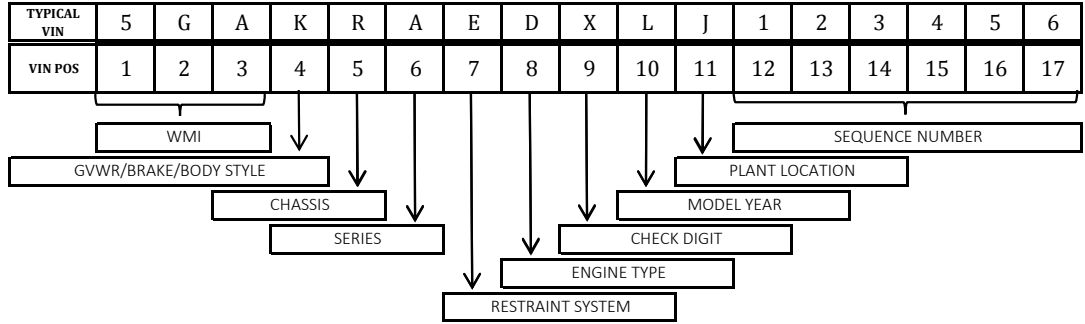 TYPICAL VIN 5 G A K R A E D X L J 1 2 3 4 5 6
VIN POS 1 2 3 4 5 6 7 8 9 10 11 12 13 14 15 16 17
WMI SEQUENCE NUMBER
GVWR/BRAKE/BODY STYLE PLANT LOCATION
CHASSIS MODEL YEAR
SERIES CHECK DIGIT
ENGINE TYPE
RESTRAINT SYSTEM